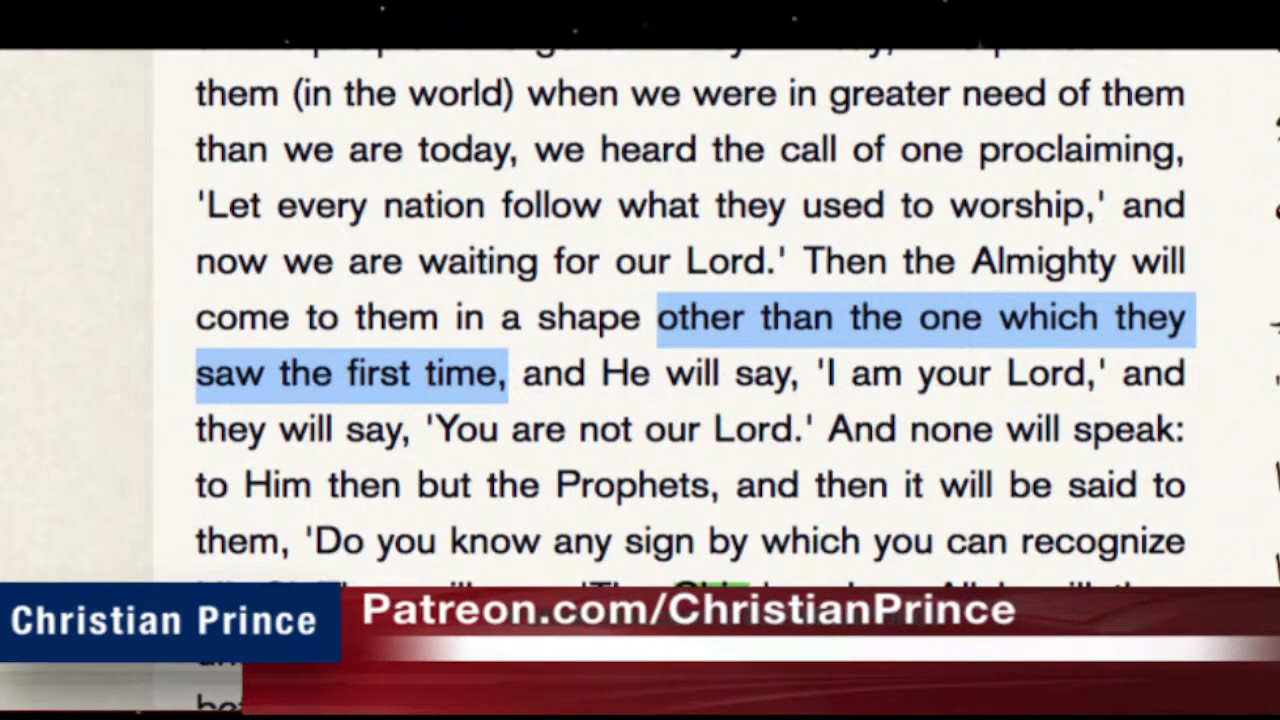 them (in the world) when we were in greater need of them
than we are today, we heard the call of one proclaiming,
'Let every nation follow what they used to worship,' and
now we are waiting for our Lord.' Then the Almighty will
come to them in a shape other than the one which they
saw the first time, and He will say, 'I am your Lord,' and
they will say, 'You are not our Lord.' And none will speak:
to Him then but the Prophets, and then it will be said to
them, 'Do you know any sign by which you can recognize
Christian Prince
Patreon.com/ChristianPrince